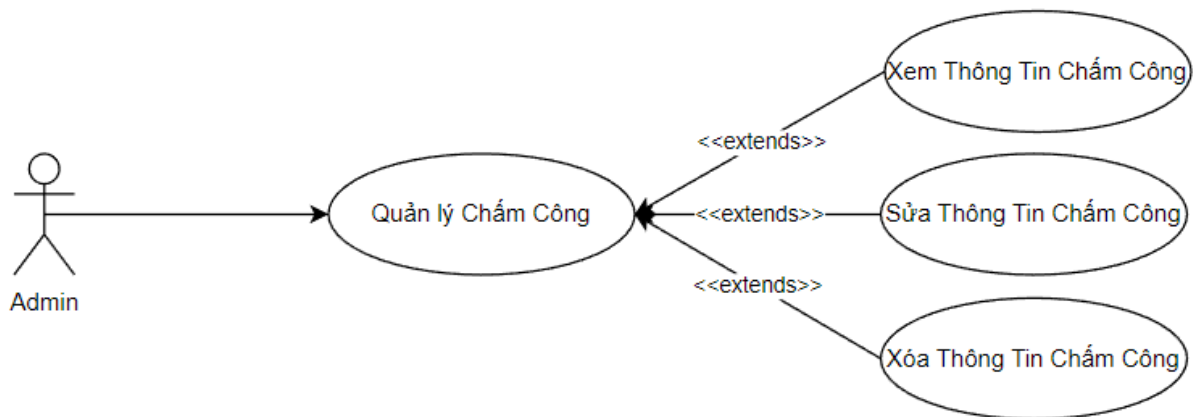 Xem Thông Tin Chấm Công
<<extends>>
Quản lý Chấm Công
<<extends>>
Sửa Thông Tin Chấm Công
<<extends>>
Admin
Xóa Thông Tin Chấm Công